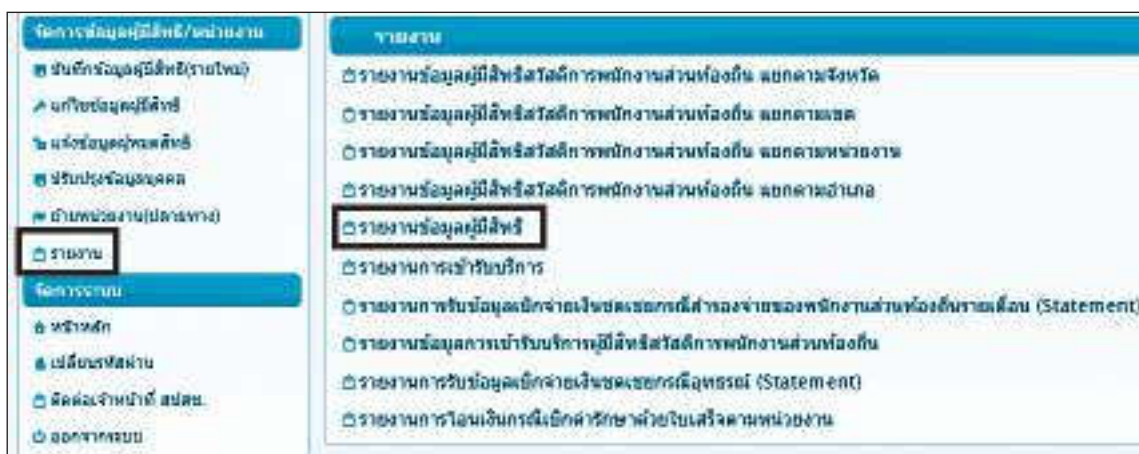 จัดการข้อมูลผู้มีสิทธิ/หน่วยงาน
บันทึกข้อมูลผู้มีสิทธิ(รายใหม่)
แก้ไขข้อมูลผู้มีสิทธิ
แจ้งข้อมูลผู้หมดสิทธิ
ปรับปรุงข้อมูลบุคคล
ย้ายหน่วยงาน(ปลายทาง)
รายงาน
จัดการระบบ
หน้าหลัก
เปลี่ยนรหัสผ่าน
ติดต่อเจ้าหน้าที่ สปสช.
ออกจากระบบ
รายงาน
รายงานข้อมูลผู้มีสิทธิสวัสดิการพนักงานส่วนท้องถิ่น แยกตามจังหวัด
รายงานข้อมูลผู้มีสิทธิสวัสดิการพนักงานส่วนท้องถิ่น แยกตามเขต
รายงานข้อมูลผู้มีสิทธิสวัสดิการพนักงานส่วนท้องถิ่น แยกตามหน่วยงาน
รายงานข้อมูลผู้มีสิทธิสวัสดิการพนักงานส่วนท้องถิ่น แยกตามอำเภอ
รายงานข้อมูลผู้มีสิทธิ
รายงานการเข้ารับบริการ
รายงานการรับข้อมูลเบิกจ่ายเงินชดเชยกรณีสำรองจ่ายของพนักงานส่วนท้องถิ่นรายเดือน (Statement)
รายงานข้อมูลการเข้ารับบริการผู้มีสิทธิสวัสดิการพนักงานส่วนท้องถิ่น
รายงานการรับข้อมูลเบิกจ่ายเงินชดเชยกรณีอุทธรณ์ (Statement)
รายงานการโอนเงินกรณีเบิกค่ารักษาด้วยใบเสร็จตามหน่วยงาน